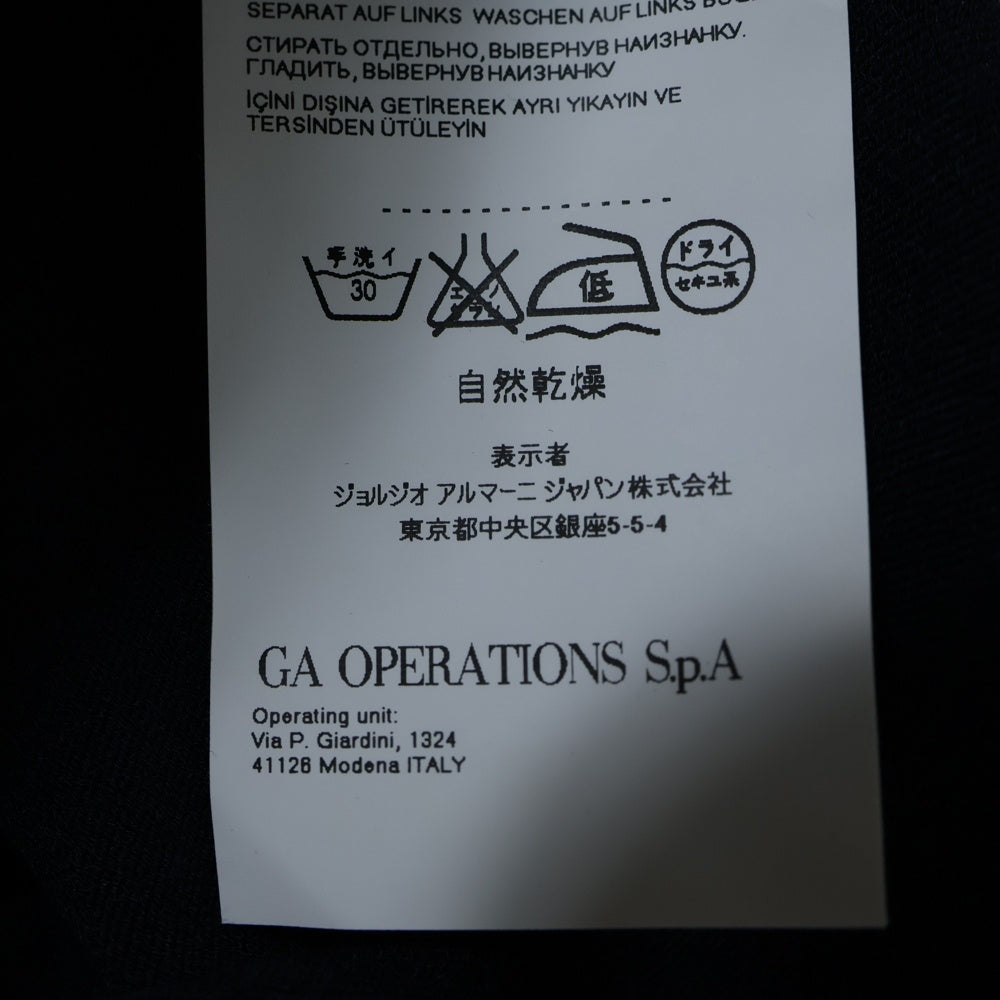 SEPARAT AUF LINKS WASCHEN AUF LINKS
СТИРАТЬ ОТДЕЛЬНО, ВЫВЕРНУВ НАИЗНАНКУ.
ГЛАДИТЬ, ВЫВЕРНУВ НАИЗНАНКУ
İÇİNİ DIŞINA GETİREREK AYRI YIKAYIN VE
TERSİNDEN ÜTÜLEYİN
手洗イ
30
低
ドライ
セキユ系
自然乾燥
表示者
ジョルジオ アルマーニ ジャパン株式会社
東京都中央区銀座5-5-4
GA OPERATIONS S.p.A
Operating unit:
Via P. Giardini, 1324
41126 Modena ITALY